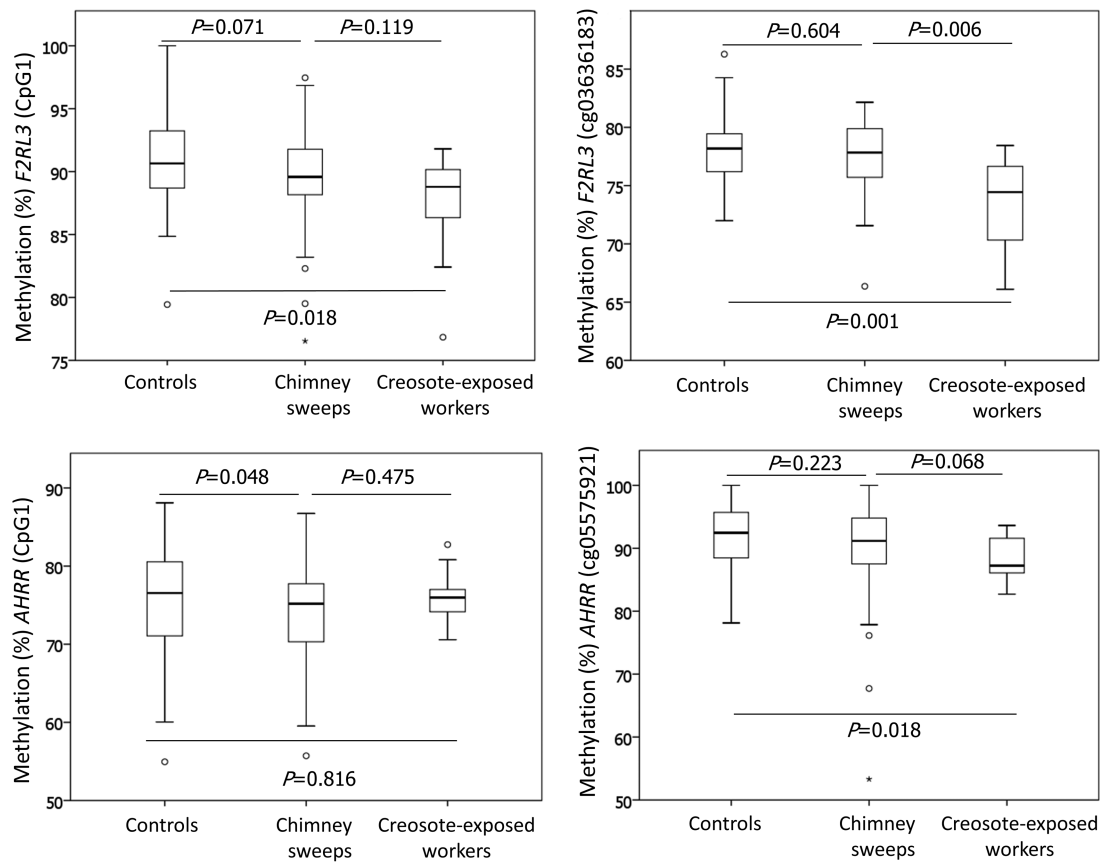 Methylation (%) F2RL3 (CpG1)
P=0.071
P=0.119
100
95
90
85
80
75
P=0.018
*
Controls
Chimney
sweeps
Creosote-exposed
workers
Methylation (%) F2RL3 (cg03636183)
P=0.604
P=0.006
85
80
75
70
65
60
P=0.001
Controls
Chimney
sweeps
Creosote-exposed
workers
Methylation (%) AHRR (CpG1)
P=0.048
P=0.475
90
80
70
60
50
P=0.816
Controls
Chimney
sweeps
Creosote-exposed
workers
Methylation (%) AHRR (cg05575921)
P=0.223
P=0.068
100
90
80
70
60
50
P=0.018
*
Controls
Chimney
sweeps
Creosote-exposed
workers